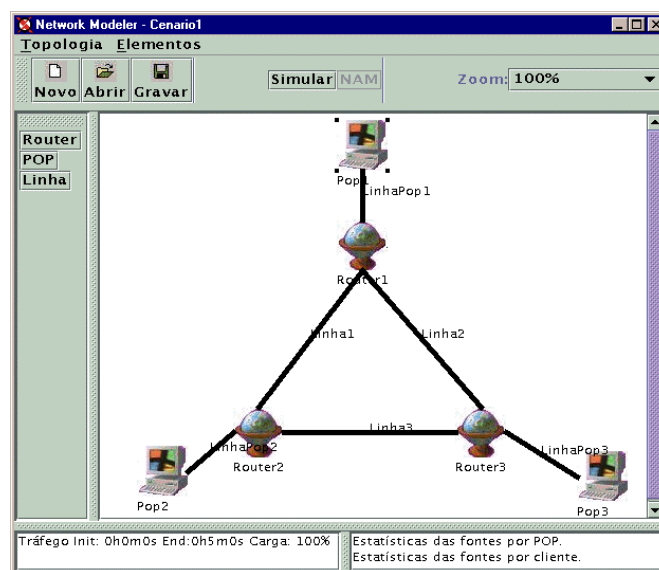 Network Modeler - Cenario1
Topologia Elementos
Novo Abrir Gravar
Simular NAM
Zoom: 100%
Router
POP
Linha
Pop1
LinhaPop1
Router1
Linha1
Linha2
Linha3
LinhaPop2
LinhaPop3
Router2
Router3
Pop2
Pop3
Tráfego Init: 0h0m0s End:0h5m0s Carga: 100%
Estatísticas das fontes por POP.
Estatísticas das fontes por cliente.